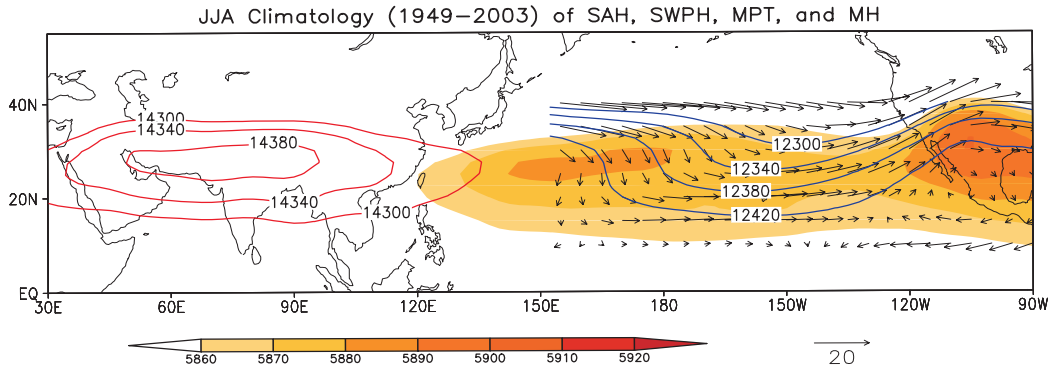 JJA Climatology (1949−2003) of SAH, SWPH, MPT, and MH
40N
20N
EQ
14300
14340
14380
14340
14300
12300
12340
12380
12420
30E 60E 90E 120E 150E 180 150W 120W 90W
5860 5870 5880 5890 5900 5910 5920
20